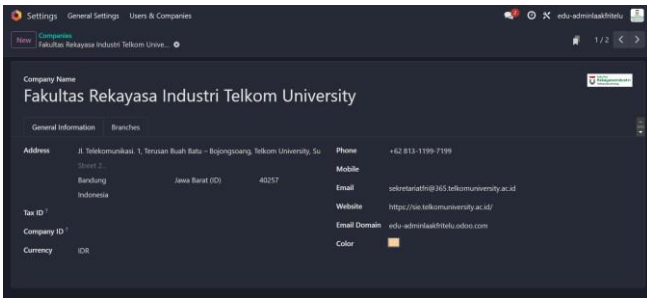 Settings General Settings Users & Companies edu-adminlaakfritelu
New Companies 1 / 2
Fakultas Rekayasa Industri Telkom Unive...
Company Name
Fakultas Rekayasa Industri Telkom University
General Information Branches
Address Jl. Telekomunikasi. 1, Terusan Buah Batu – Bojongsoang, Telkom University, Su
Street 2...
Bandung Jawa Barat (ID) 40257
Indonesia
Tax ID ?
Company ID ?
Currency IDR
Phone +62 813-1199-7199
Mobile
Email sekretariatfri@365.telkomuniversity.ac.id
Website https://sie.telkomuniversity.ac.id/
Email Domain edu-adminlaakfritelu.odoo.com
Color